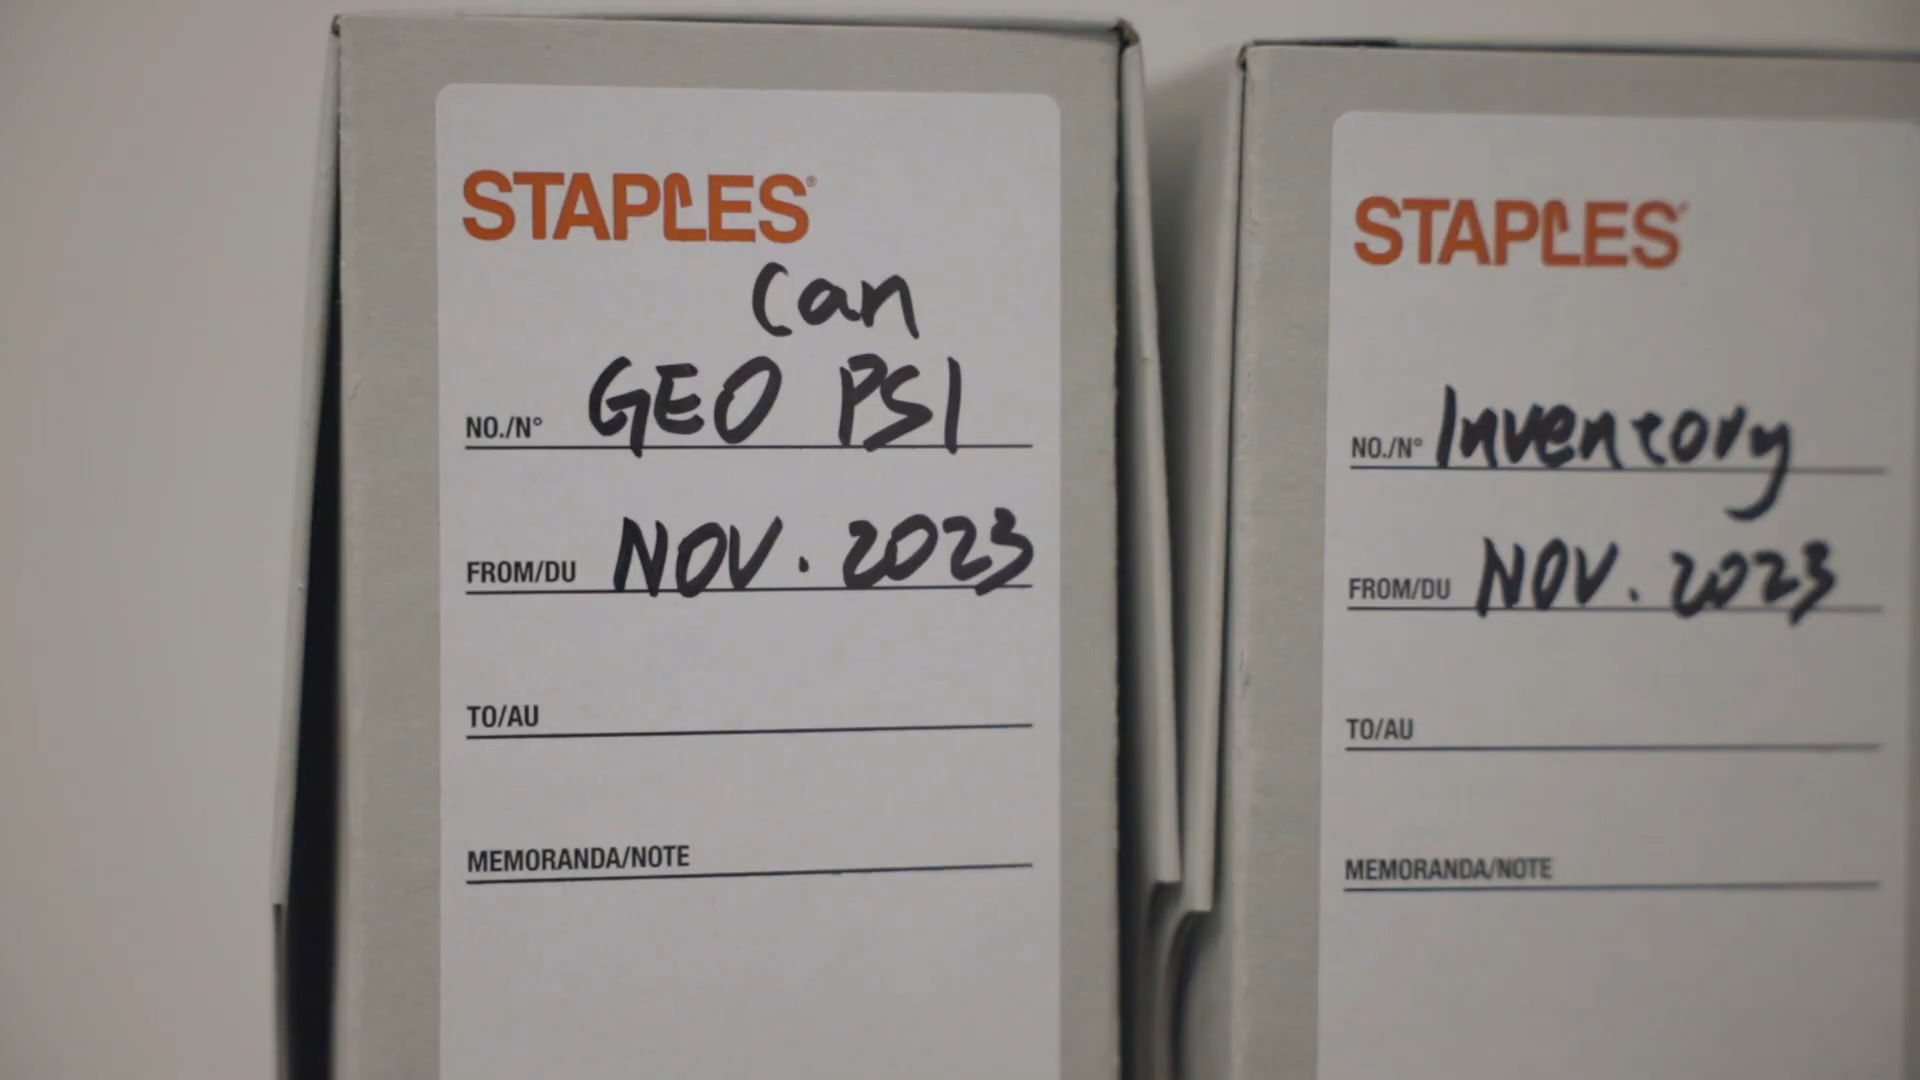 STAPLES®
Can
NO./N° GEO PSI
FROM/DU NOV. 2023
TO/AU
MEMORANDA/NOTE
STAPLES
NO./N° Inventory
FROM/DU NOV. 2023
TO/AU
MEMORANDA/NOTE